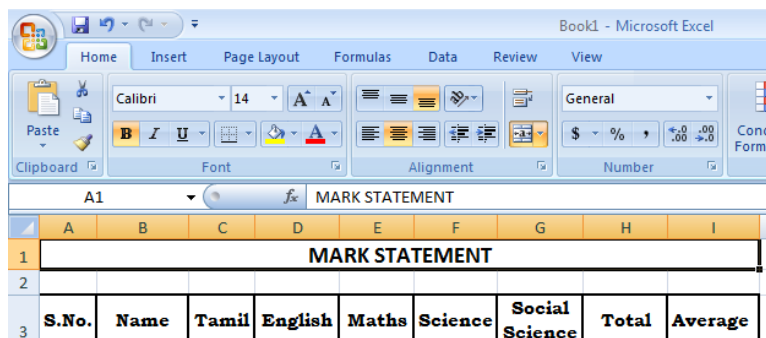 Book1 - Microsoft Excel
Home Insert Page Layout Formulas Data Review View
Calibri 14 A A General
Paste B I U A a $ % , .0 .00 .00 .0
Clipboard Font Alignment Number
A1 fx MARK STATEMENT
A B C D E F G H I
1 MARK STATEMENT
2
3 S.No. Name Tamil English Maths Science Social Science Total Average